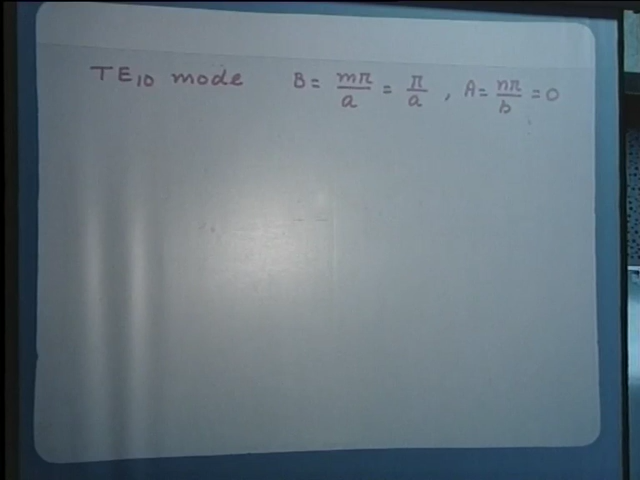 TE₁₀ mode B = mπ/a = π/a , A = nπ/b = 0